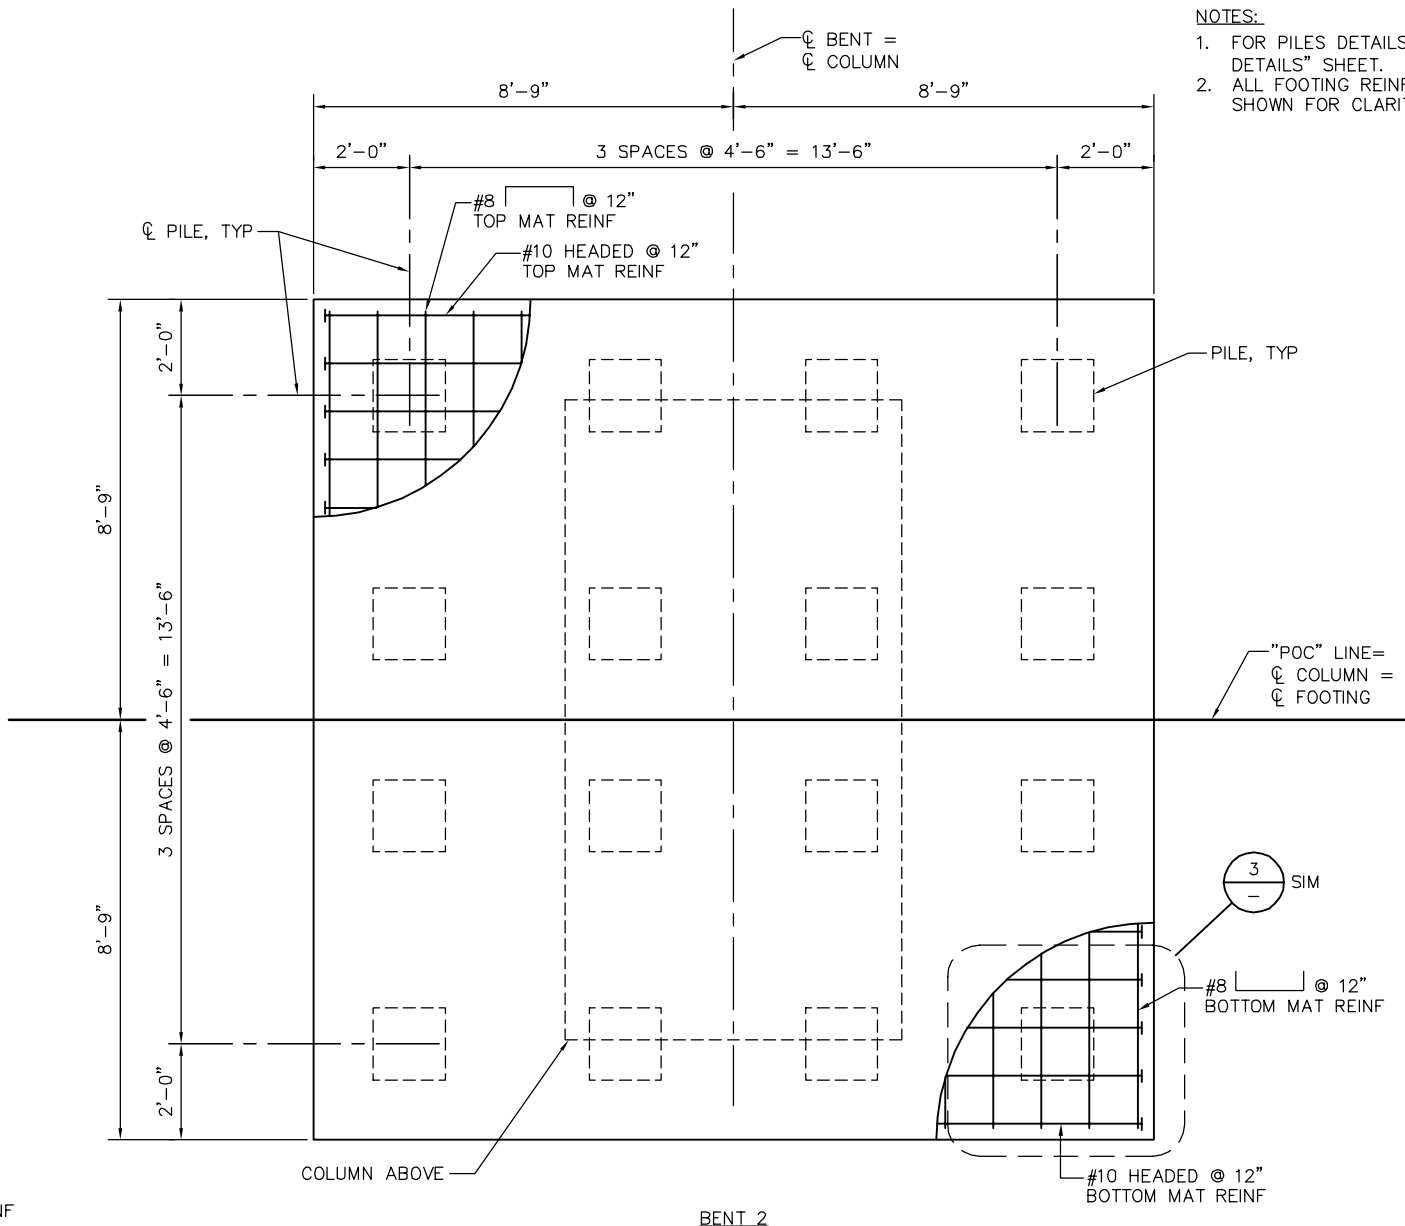 NOTES:
1. FOR PILES DETAILS
DETAILS" SHEET.
2. ALL FOOTING REINF
SHOWN FOR CLARIT
℄ BENT =
℄ COLUMN
8'-9" 8'-9"
2'-0" 3 SPACES @ 4'-6" = 13'-6" 2'-0"
#8 @ 12"
TOP MAT REINF
℄ PILE, TYP
#10 HEADED @ 12"
TOP MAT REINF
2'-0"
PILE, TYP
8'-9"
3 SPACES @ 4'-6" = 13'-6"
"POC" LINE=
℄ COLUMN =
℄ FOOTING
3
-
SIM
8'-9"
#8 @ 12"
BOTTOM MAT REINF
2'-0"
COLUMN ABOVE
#10 HEADED @ 12"
BOTTOM MAT REINF
BENT 2